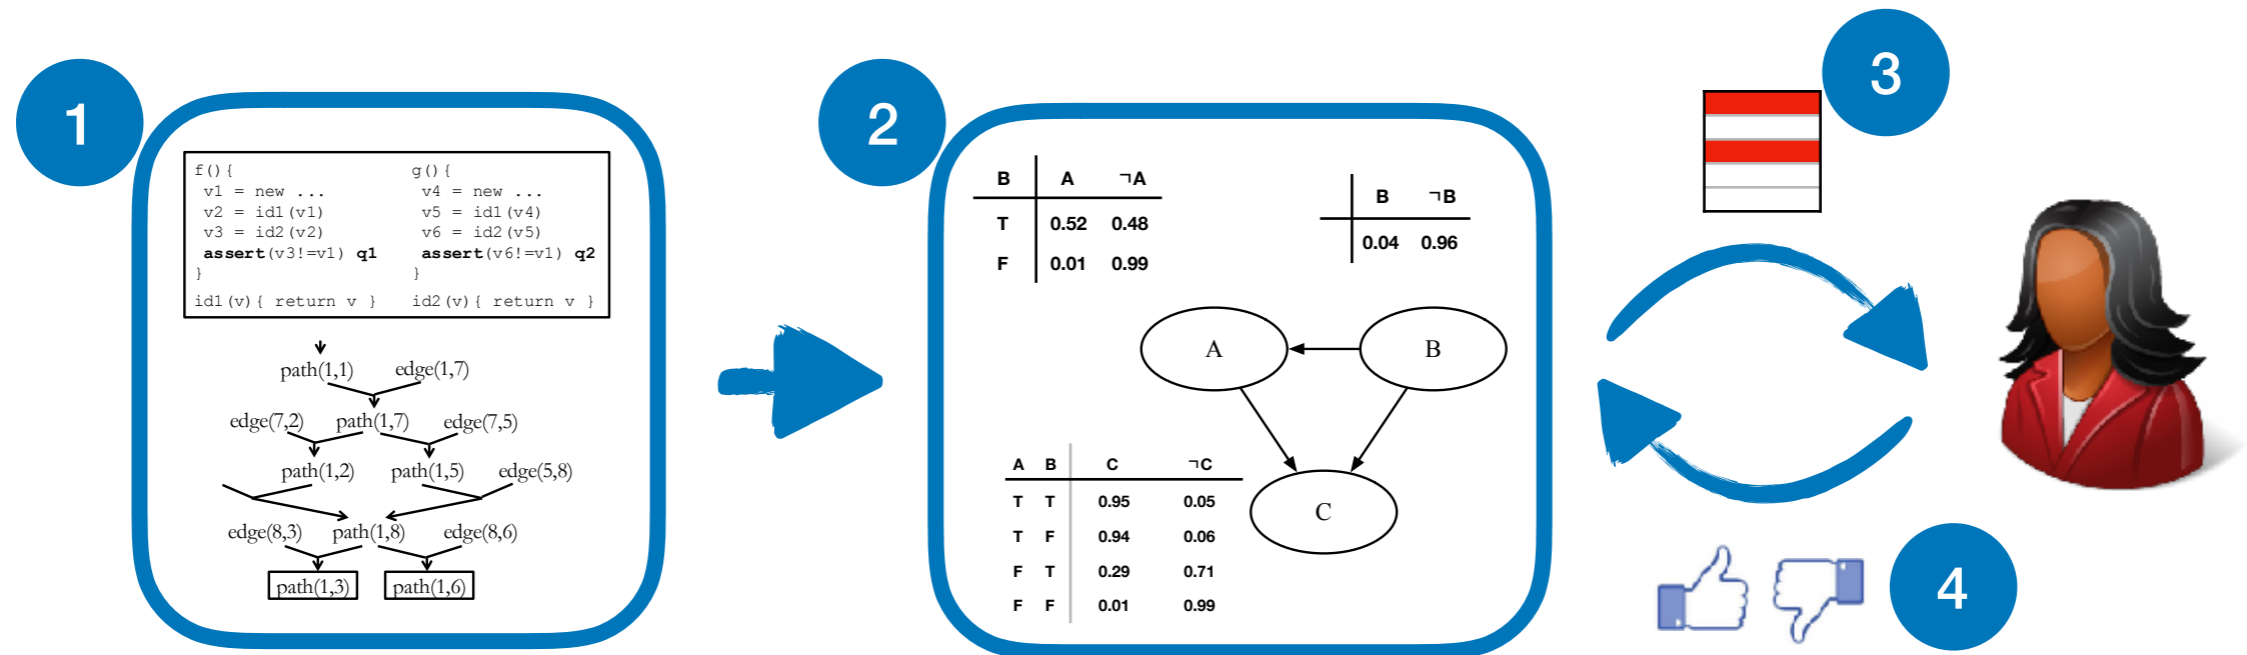 1
f(){
v1 = new ...
v2 = id1(v1)
v3 = id2(v2)
assert(v3!=v1) q1
}
id1(v){ return v }
g(){
v4 = new ...
v5 = id1(v4)
v6 = id2(v5)
assert(v6!=v1) q2
}
id2(v){ return v }
path(1,1) edge(1,7)
edge(7,2) path(1,7) edge(7,5)
path(1,2) path(1,5) edge(5,8)
edge(8,3) path(1,8) edge(8,6)
path(1,3) path(1,6)
2
B A ¬A
T 0.52 0.48
F 0.01 0.99
B ¬B
0.04 0.96
A B
C
A B C ¬C
T T 0.95 0.05
T F 0.94 0.06
F T 0.29 0.71
F F 0.01 0.99
3
4